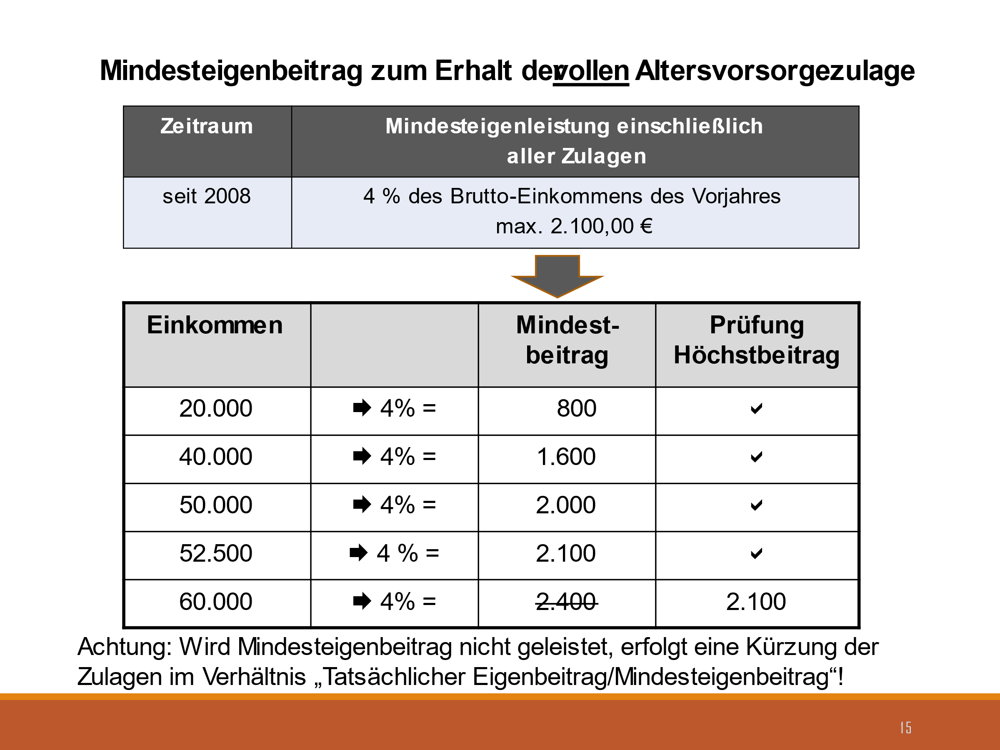 Mindesteigenbeitrag zum Erhalt der vollen Altersvorsorgezulage
Zeitraum
Mindesteigenleistung einschließlich
aller Zulagen
seit 2008
4 % des Brutto-Einkommens des Vorjahres
max. 2.100,00 €
Einkommen
Mindest-
beitrag
Prüfung
Höchstbeitrag
20.000 🡆 4% = 800 ✓
40.000 🡆 4% = 1.600 ✓
50.000 🡆 4% = 2.000 ✓
52.500 🡆 4 % = 2.100 ✓
60.000 🡆 4% = 2.400 2.100
Achtung: Wird Mindesteigenbeitrag nicht geleistet, erfolgt eine Kürzung der
Zulagen im Verhältnis „Tatsächlicher Eigenbeitrag/Mindesteigenbeitrag“!
15